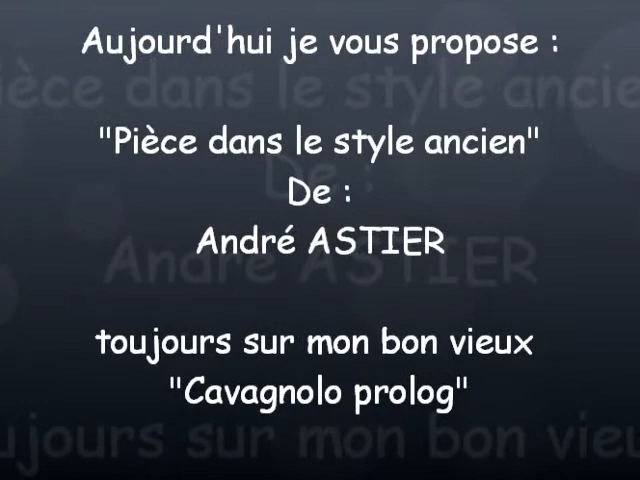 Aujourd'hui je vous propose :
"Pièce dans le style ancien"
De :
André ASTIER
toujours sur mon bon vieux
"Cavagnolo prolog"